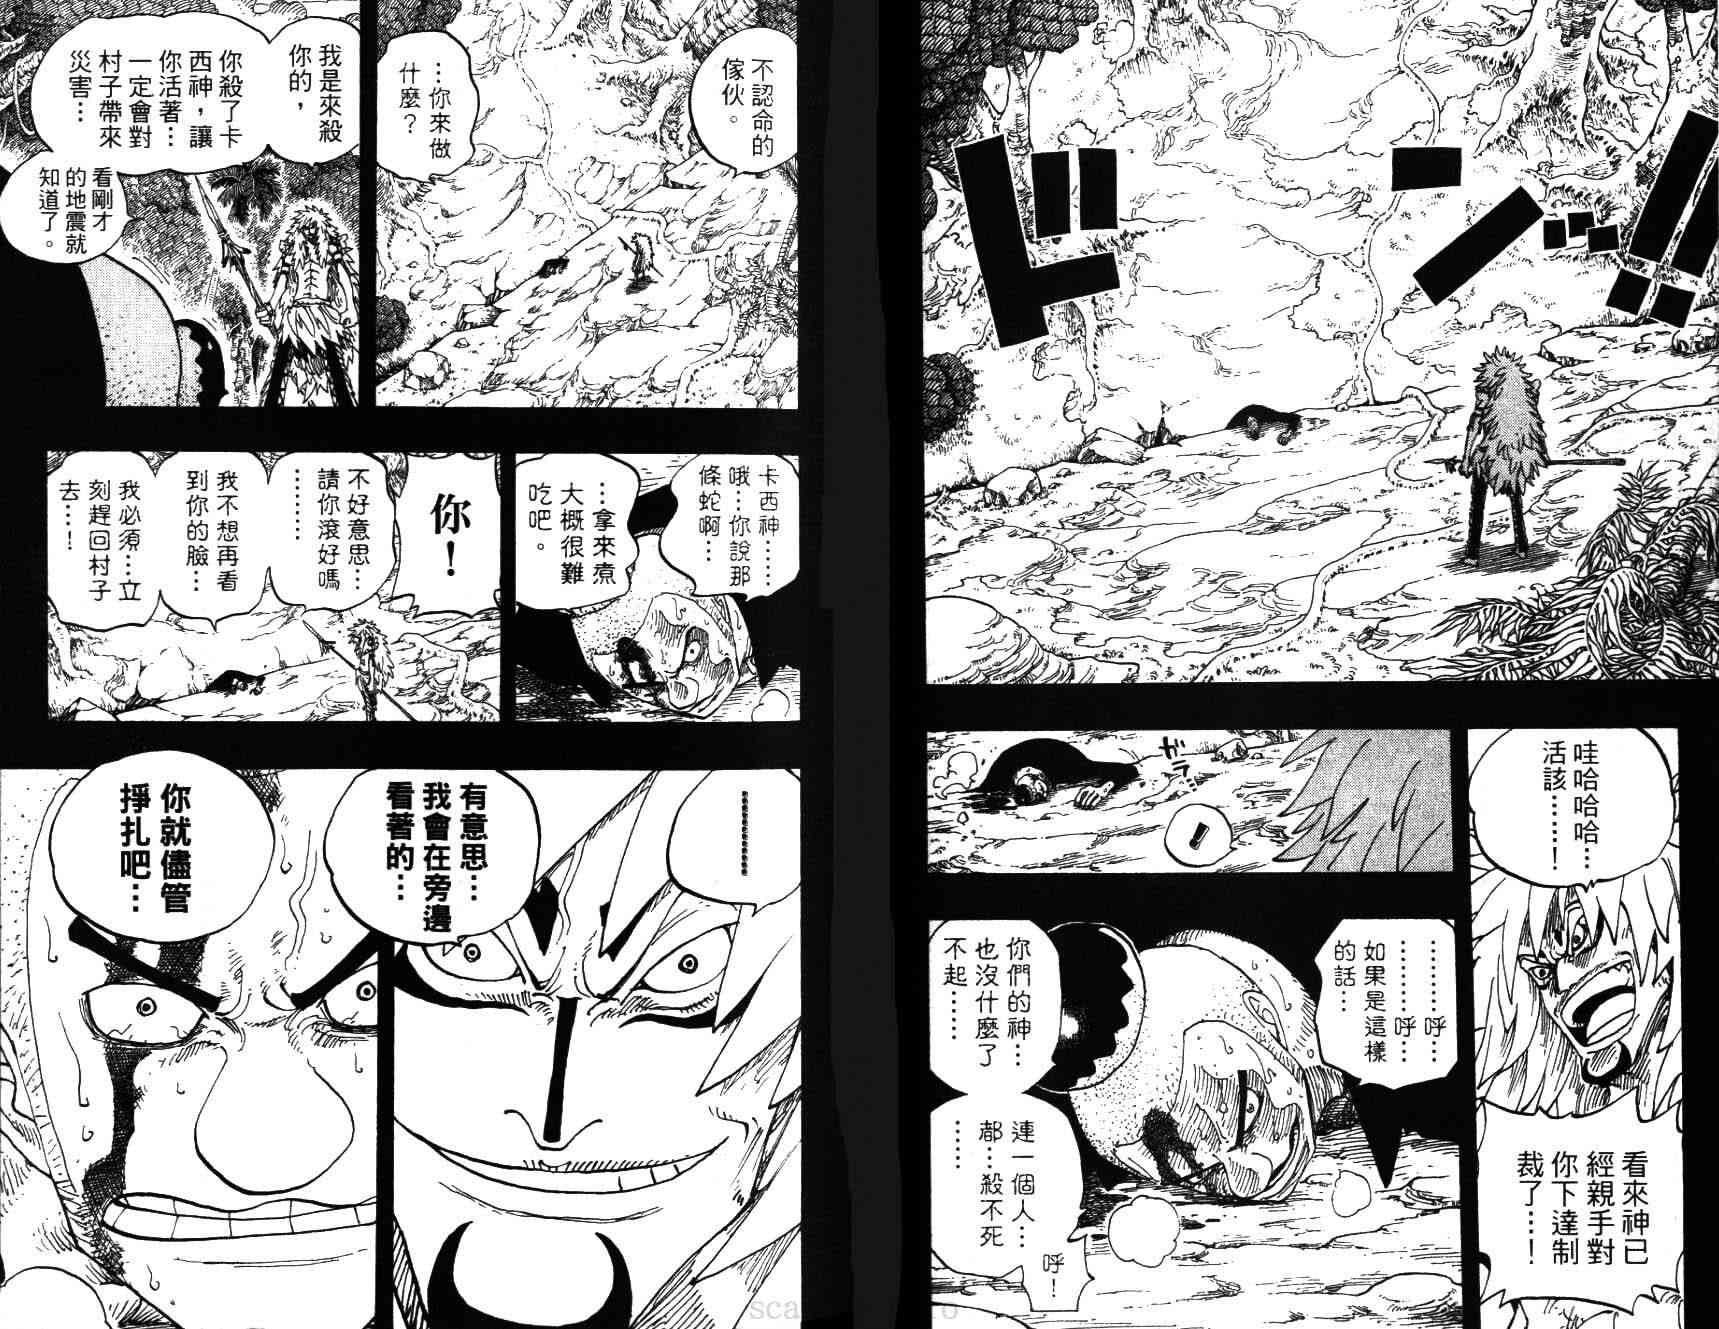 ドーン!!
哇哈哈哈…
活該……！
看來神已
經親手對
你下達制
裁了…！
ガラ
！
……呼
……呼…
如果是這樣
的話…
你們的神…
也沒什麼了
不起……
連一個人…
都…殺不死
……
呼！
不認命的
傢伙。
…你來做
什麼？
我是來殺
你的，
你殺了卡
西神，讓
你活著…
一定會對
村子帶來
災害…
看剛才
的地震就
知道了。
卡西神……
哦…你說那
條蛇啊…
…拿來煮
大概很難
吃吧。
你！
不好意思…
請你滾好嗎
……
我不想再看
到你的臉…
我必須…立
刻趕回村子
去…！
…………
有意思…
我會在旁邊
看著的…
你就儘管
掙扎吧…